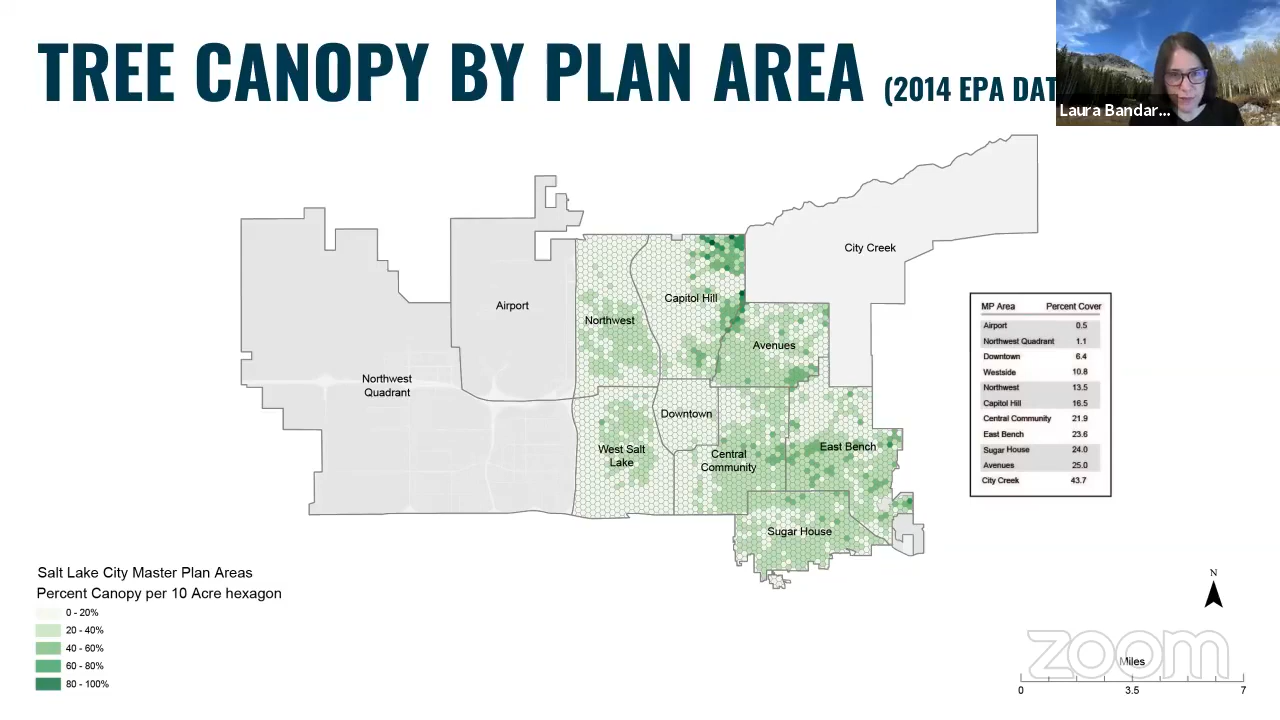 TREE CANOPY BY PLAN AREA (2014 EPA DAT
Laura Bandar...
City Creek
Airport
Capitol Hill
Northwest
Avenues
Northwest
Quadrant
Downtown
West Salt
Lake
Central
Community
East Bench
Sugar House
MP Area Percent Cover
Airport 0.5
Northwest Quadrant 1.1
Downtown 6.4
Westside 10.8
Northwest 13.5
Capitol Hill 16.5
Central Community 21.9
East Bench 23.6
Sugar House 24.0
Avenues 25.0
City Creek 43.7
Salt Lake City Master Plan Areas
Percent Canopy per 10 Acre hexagon
0 - 20%
20 - 40%
40 - 60%
60 - 80%
80 - 100%
N
zoom
Miles
0 3.5 7